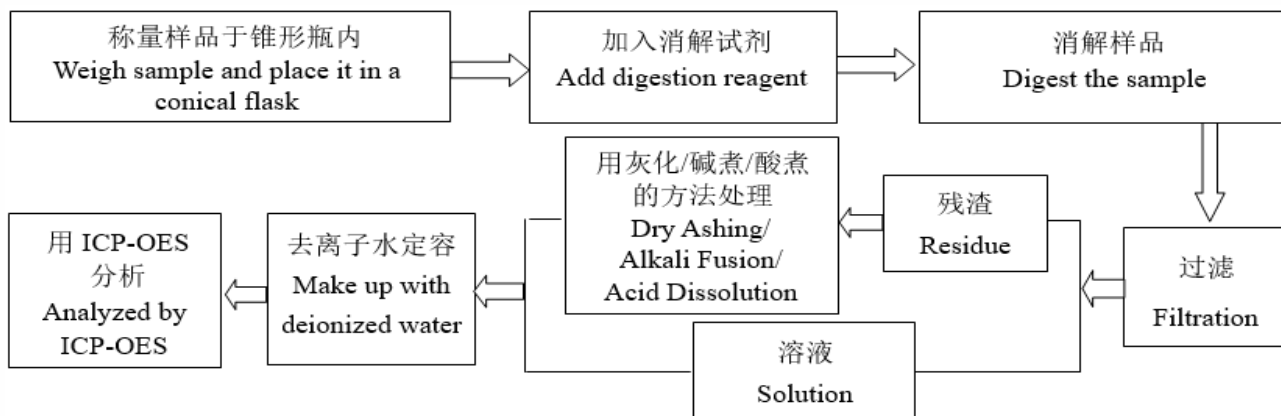 称量样品于锥形瓶内
Weigh sample and place it in a
conical flask
加入消解试剂
Add digestion reagent
消解样品
Digest the sample
过滤
Filtration
残渣
Residue
用灰化/碱煮/酸煮
的方法处理
Dry Ashing/
Alkali Fusion/
Acid Dissolution
溶液
Solution
去离子水定容
Make up with
deionized water
用 ICP-OES
分析
Analyzed by
ICP-OES